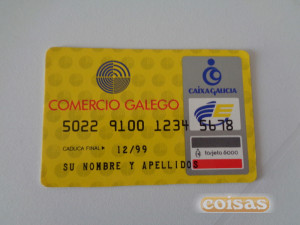 CAIXAGALICIA
COMERCIO GALEGO
5022 9100 1234 5678
CADUCA FINAL 12/99
tarjeta 6000
SU NOMBRE Y APELLIDOS
coisas